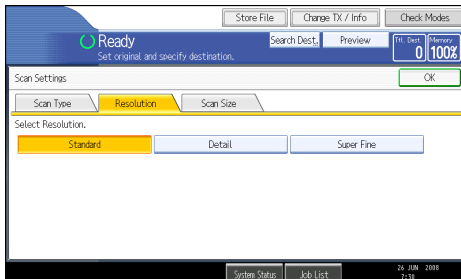 Store File Change TX / Info Check Modes
Ready Search Dest. Preview Ttl. Dest. Memory
Set original and specify destination. 0 100%
Scan Settings OK
Scan Type Resolution Scan Size
Select Resolution.
Standard Detail Super Fine
System Status Job List 26 JUN 2008
7:30